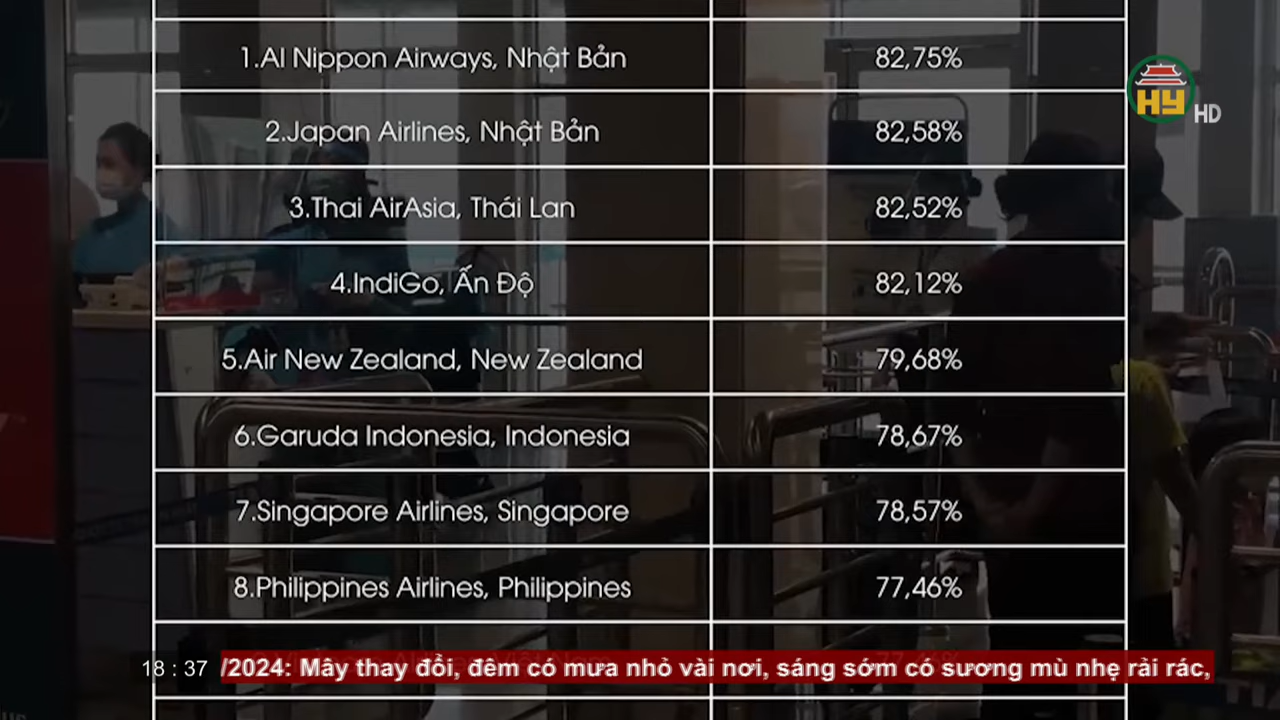 1.Al Nippon Airways, Nhật Bản 82,75%
2.Japan Airlines, Nhật Bản 82,58%
3.Thai AirAsia, Thái Lan 82,52%
4.IndiGo, Ấn Độ 82,12%
5.Air New Zealand, New Zealand 79,68%
6.Garuda Indonesia, Indonesia 78,67%
7.Singapore Airlines, Singapore 78,57%
8.Philippines Airlines, Philippines 77,46%
HY HD
18 : 37 /2024: Mây thay đổi, đêm có mưa nhỏ vài nơi, sáng sớm có sương mù nhẹ rải rác,